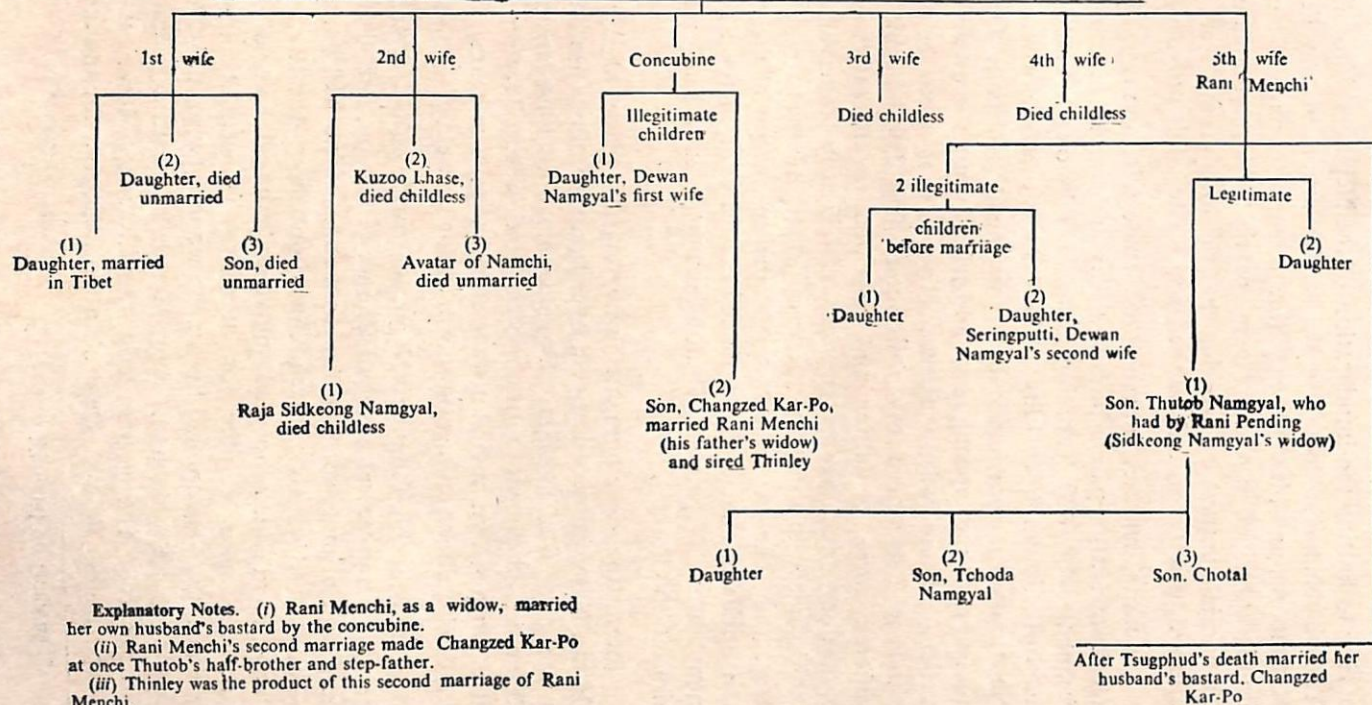 1st wife
2nd wife
Concubine
3rd wife
4th wife
5th wife
Rani Menchi
Illegitimate
children
Died childless
Died childless
(2)
Daughter, died
unmarried
(2)
Kuzoo Lhase,
died childless
(1)
Daughter, Dewan
Namgyal's first wife
2 illegitimate
children
before marriage
Legitimate
(1)
Daughter, married
in Tibet
(3)
Son, died
unmarried
(3)
Avatar of Namchi,
died unmarried
(2)
Daughter
(1)
Daughter
(2)
Daughter,
Seringputti, Dewan
Namgyal's second wife
(1)
Raja Sidkeong Namgyal,
died childless
(2)
Son, Changzed Kar-Po,
married Rani Menchi
(his father's widow)
and sired Thinley
(1)
Son. Thutob Namgyal, who
had by Rani Pending
(Sidkeong Namgyal's widow)
(1)
Daughter
(2)
Son, Tchoda
Namgyal
(3)
Son. Chotal
Explanatory Notes. (i) Rani Menchi, as a widow, married
her own husband's bastard by the concubine.
(ii) Rani Menchi's second marriage made Changzed Kar-Po
at once Thutob's half-brother and step-father.
(iii) Thinley was the product of this second marriage of Rani
Menchi
After Tsugphud's death married her
husband's bastard, Changzed
Kar-Po